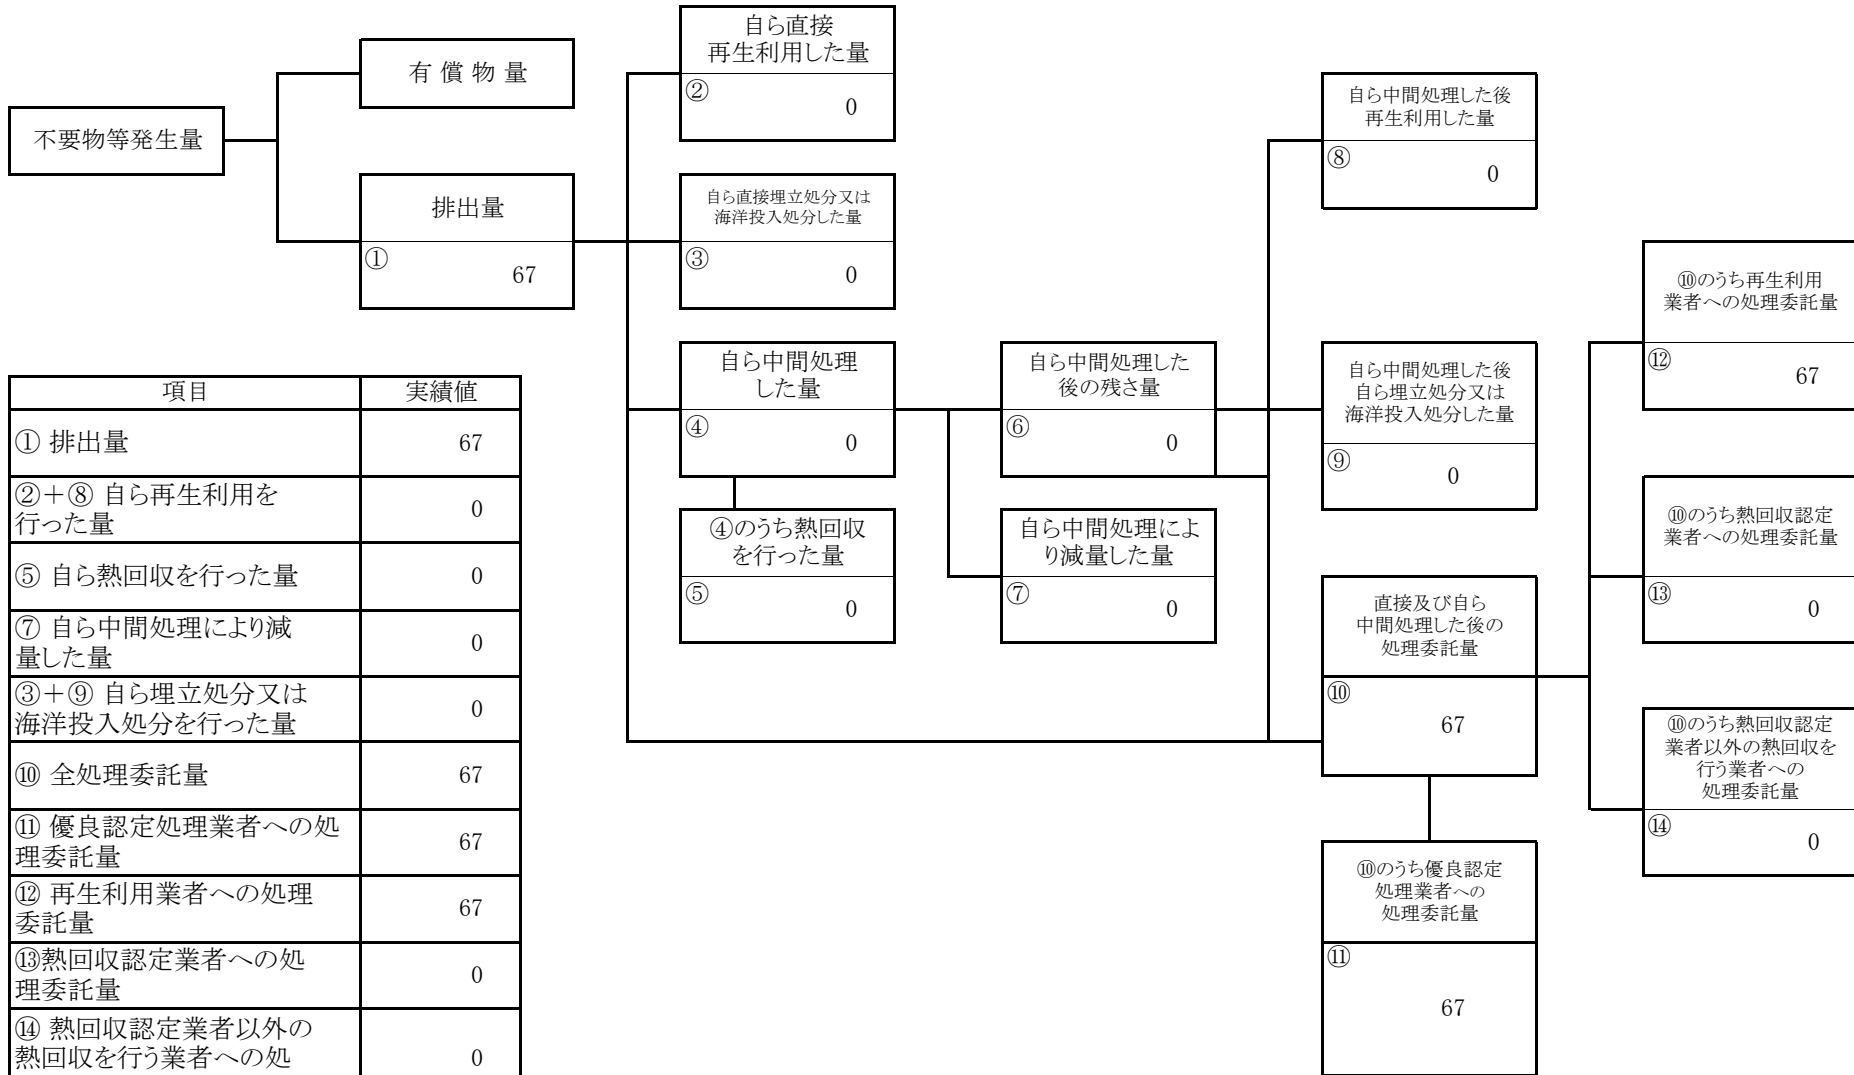 自ら直接
再生利用した量
②
0
有 償 物 量
不要物等発生量
自ら中間処理した後
再生利用した量
⑧
0
排出量
①
67
自ら直接埋立処分又は
海洋投入処分した量
③
0
⑩のうち再生利用
業者への処理委託量
⑫
67
自ら中間処理
した量
④
0
自ら中間処理した
後の残さ量
⑥
0
自ら中間処理した後
自ら埋立処分又は
海洋投入処分した量
⑨
0
④のうち熱回収
を行った量
⑤
0
自ら中間処理によ
り減量した量
⑦
0
⑩のうち熱回収認定
業者への処理委託量
⑬
0
直接及び自ら
中間処理した後の
処理委託量
⑩
67
⑩のうち熱回収認定
業者以外の熱回収を
行う業者への
処理委託量
⑭
0
⑩のうち優良認定
処理業者への
処理委託量
⑪
67
項目 実績値
① 排出量 67
②+⑧ 自ら再生利用を
行った量 0
⑤ 自ら熱回収を行った量 0
⑦ 自ら中間処理により減
量した量 0
③+⑨ 自ら埋立処分又は
海洋投入処分を行った量 0
⑩ 全処理委託量 67
⑪ 優良認定処理業者への処
理委託量 67
⑫ 再生利用業者への処理
委託量 67
⑬熱回収認定業者への処
理委託量 0
⑭ 熱回収認定業者以外の
熱回収を行う業者への処 0